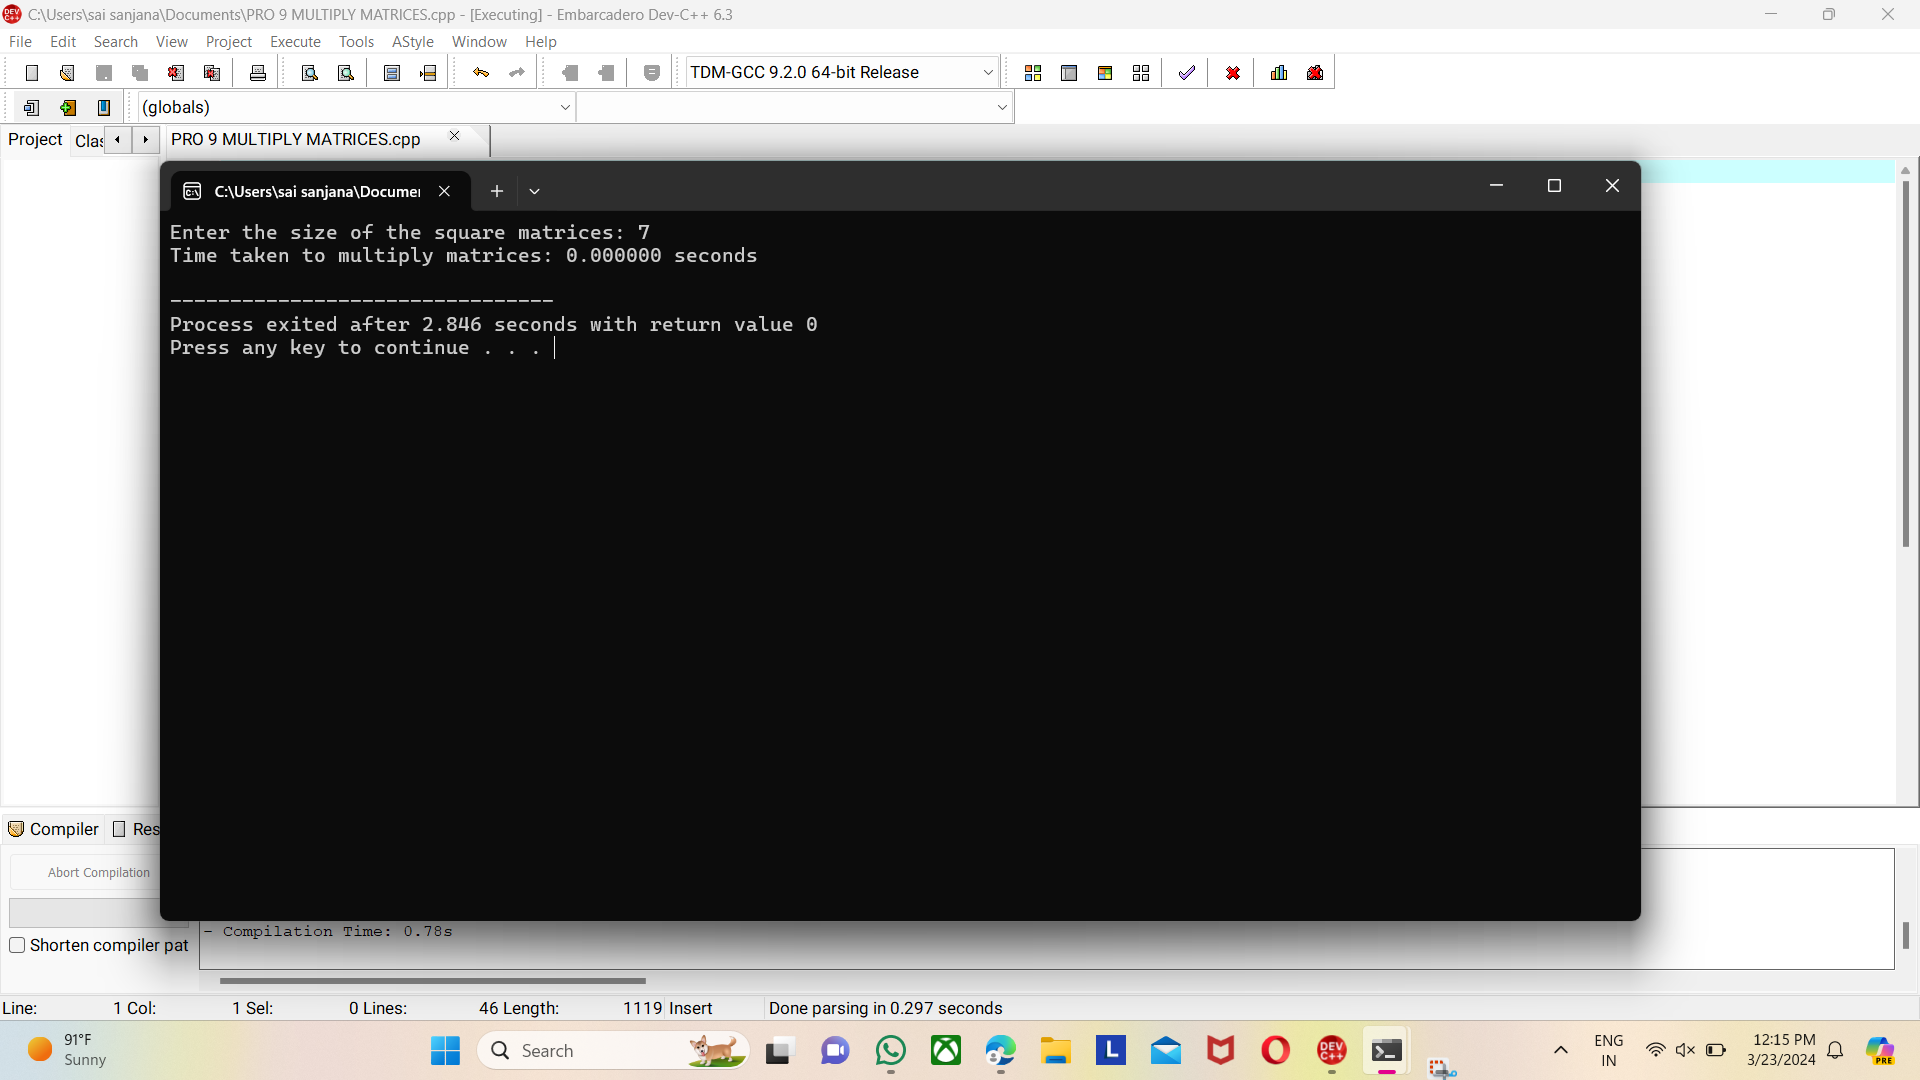 C:\Users\sai sanjana\Documents\PRO 9 MULTIPLY MATRICES.cpp - [Executing] - Embarcadero Dev-C++ 6.3
File Edit Search View Project Execute Tools AStyle Window Help
TDM-GCC 9.2.0 64-bit Release
(globals)
Project Clas PRO 9 MULTIPLY MATRICES.cpp
C:\Users\sai sanjana\Documen
Enter the size of the square matrices: 7
Time taken to multiply matrices: 0.000000 seconds
--------------------------------
Process exited after 2.846 seconds with return value 0
Press any key to continue . . .
Compiler Res
Abort Compilation
- Compilation Time: 0.78s
Shorten compiler pat
Line: 1 Col: 1 Sel: 0 Lines: 46 Length: 1119 Insert Done parsing in 0.297 seconds
91°F
Sunny
Search
L
DEV C++
ENG
IN
12:15 PM
3/23/2024
PRE